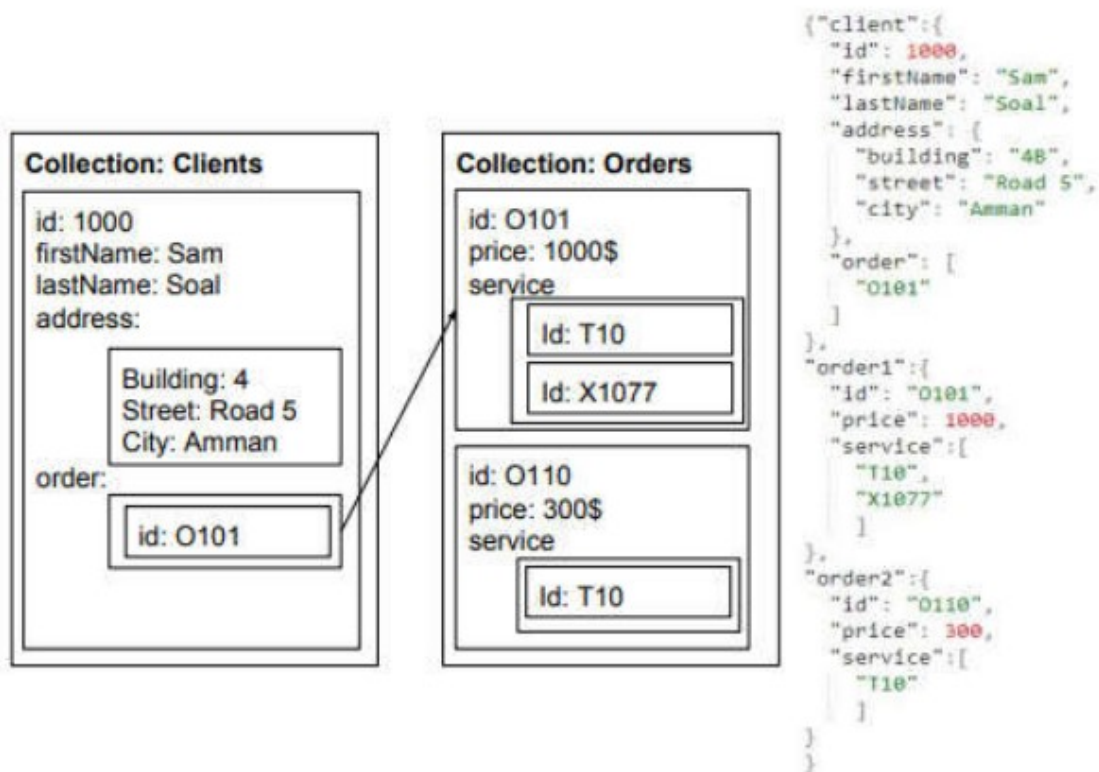 Collection: Clients
id: 1000
firstName: Sam
lastName: Soal
address:
Building: 4
Street: Road 5
City: Amman
order:
id: O101
Collection: Orders
id: O101
price: 1000$
service
Id: T10
Id: X1077
id: O110
price: 300$
service
Id: T10
{"client":{
"id": 1000,
"firstName": "Sam",
"lastName": "Soal",
"address": {
"building": "4B",
"street": "Road 5",
"city": "Amman"
},
"order": [
"O101"
]
},
"order1":{
"id": "O101",
"price": 1000,
"service":[
"T10",
"X1077"
]
},
"order2":{
"id": "O110",
"price": 300,
"service":[
"T10"
]
}
}